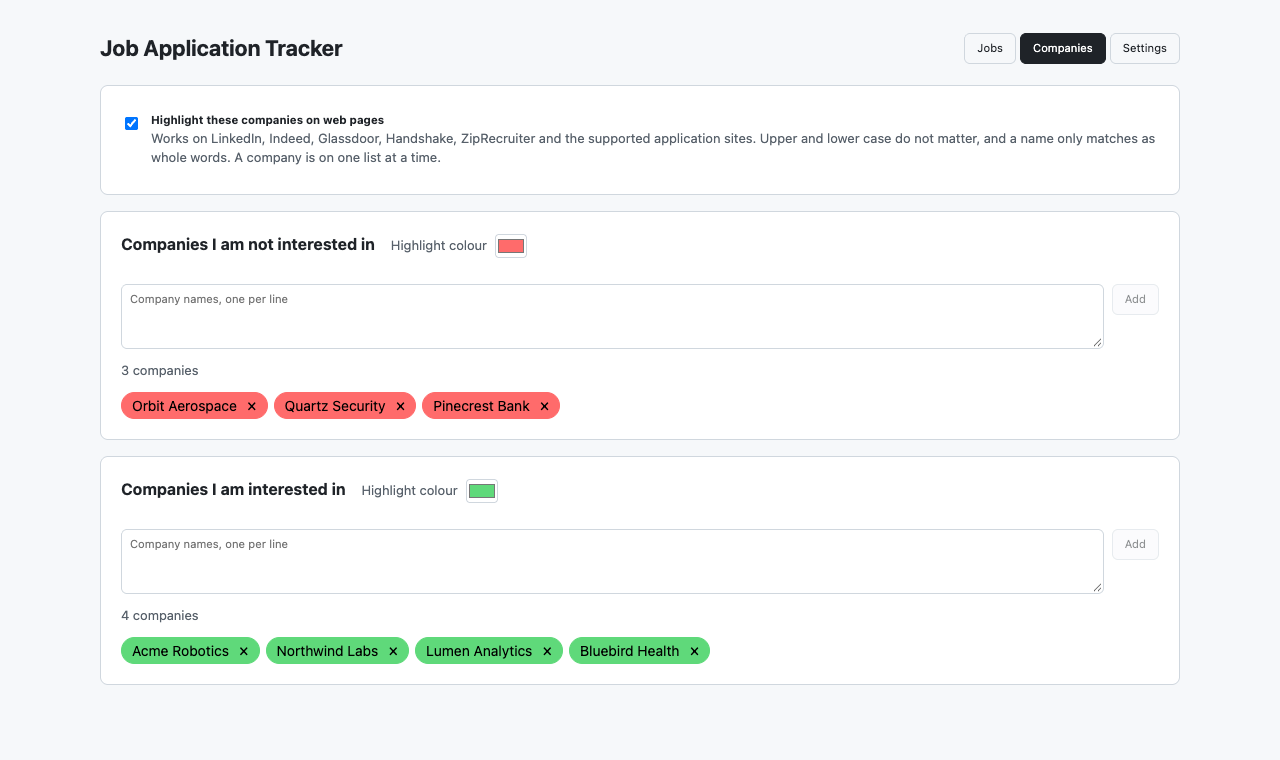 Job Application Tracker
Jobs
Companies
Settings
Highlight these companies on web pages
Works on LinkedIn, Indeed, Glassdoor, Handshake, ZipRecruiter and the supported application sites. Upper and lower case do not matter, and a name only matches as
whole words. A company is on one list at a time.
Companies I am not interested in
Highlight colour
Company names, one per line
Add
3 companies
Orbit Aerospace ×
Quartz Security ×
Pinecrest Bank ×
Companies I am interested in
Highlight colour
Company names, one per line
Add
4 companies
Acme Robotics ×
Northwind Labs ×
Lumen Analytics ×
Bluebird Health ×